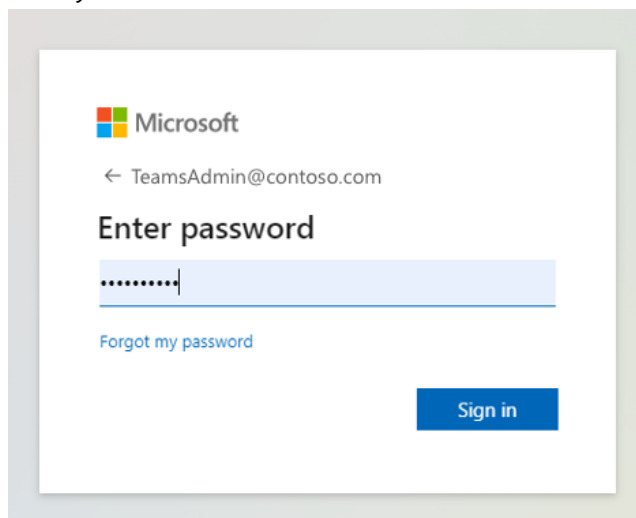 Microsoft
← TeamsAdmin@contoso.com
Enter password
••••••••••
Forgot my password
Sign in